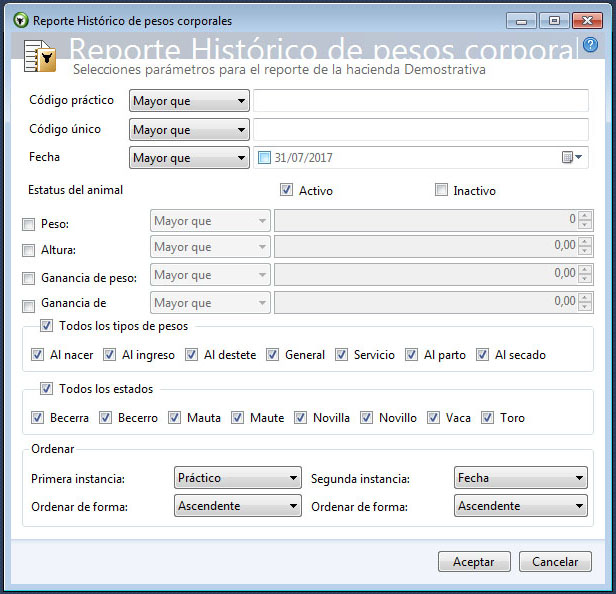 Reporte Histórico de pesos corporales
Reporte Histórico de pesos corporal
Selecciones parámetros para el reporte de la hacienda Demostrativa
Código práctico Mayor que
Código único Mayor que
Fecha Mayor que 31/07/2017
Estatus del animal Activo Inactivo
Peso: Mayor que 0
Altura: Mayor que 0,00
Ganancia de peso: Mayor que 0,00
Ganancia de Mayor que 0,00
Todos los tipos de pesos
Al nacer Al ingreso Al destete General Servicio Al parto Al secado
Todos los estados
Becerra Becerro Mauta Maute Novilla Novillo Vaca Toro
Ordenar
Primera instancia: Práctico Segunda instancia: Fecha
Ordenar de forma: Ascendente Ordenar de forma: Ascendente
Aceptar Cancelar